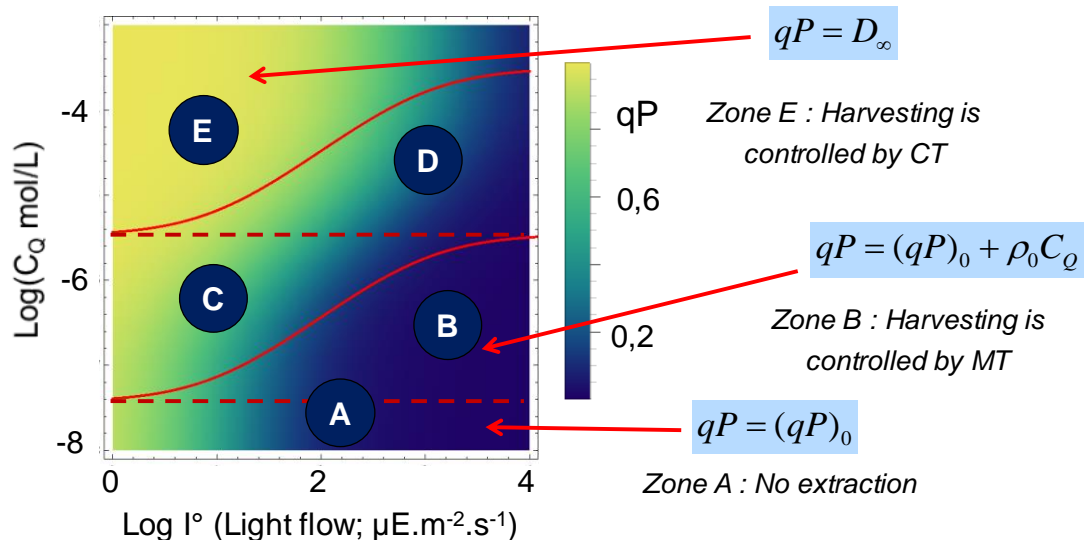 qP = D∞
Zone E : Harvesting is
controlled by CT
qP = (qP)₀ + ρ₀C_Q
Zone B : Harvesting is
controlled by MT
qP = (qP)₀
Zone A : No extraction
Log(C_Q mol/L)
-4
-6
-8
0
2
4
Log I° (Light flow; µE.m⁻².s⁻¹)
E
D
C
B
A
qP
0,6
0,2